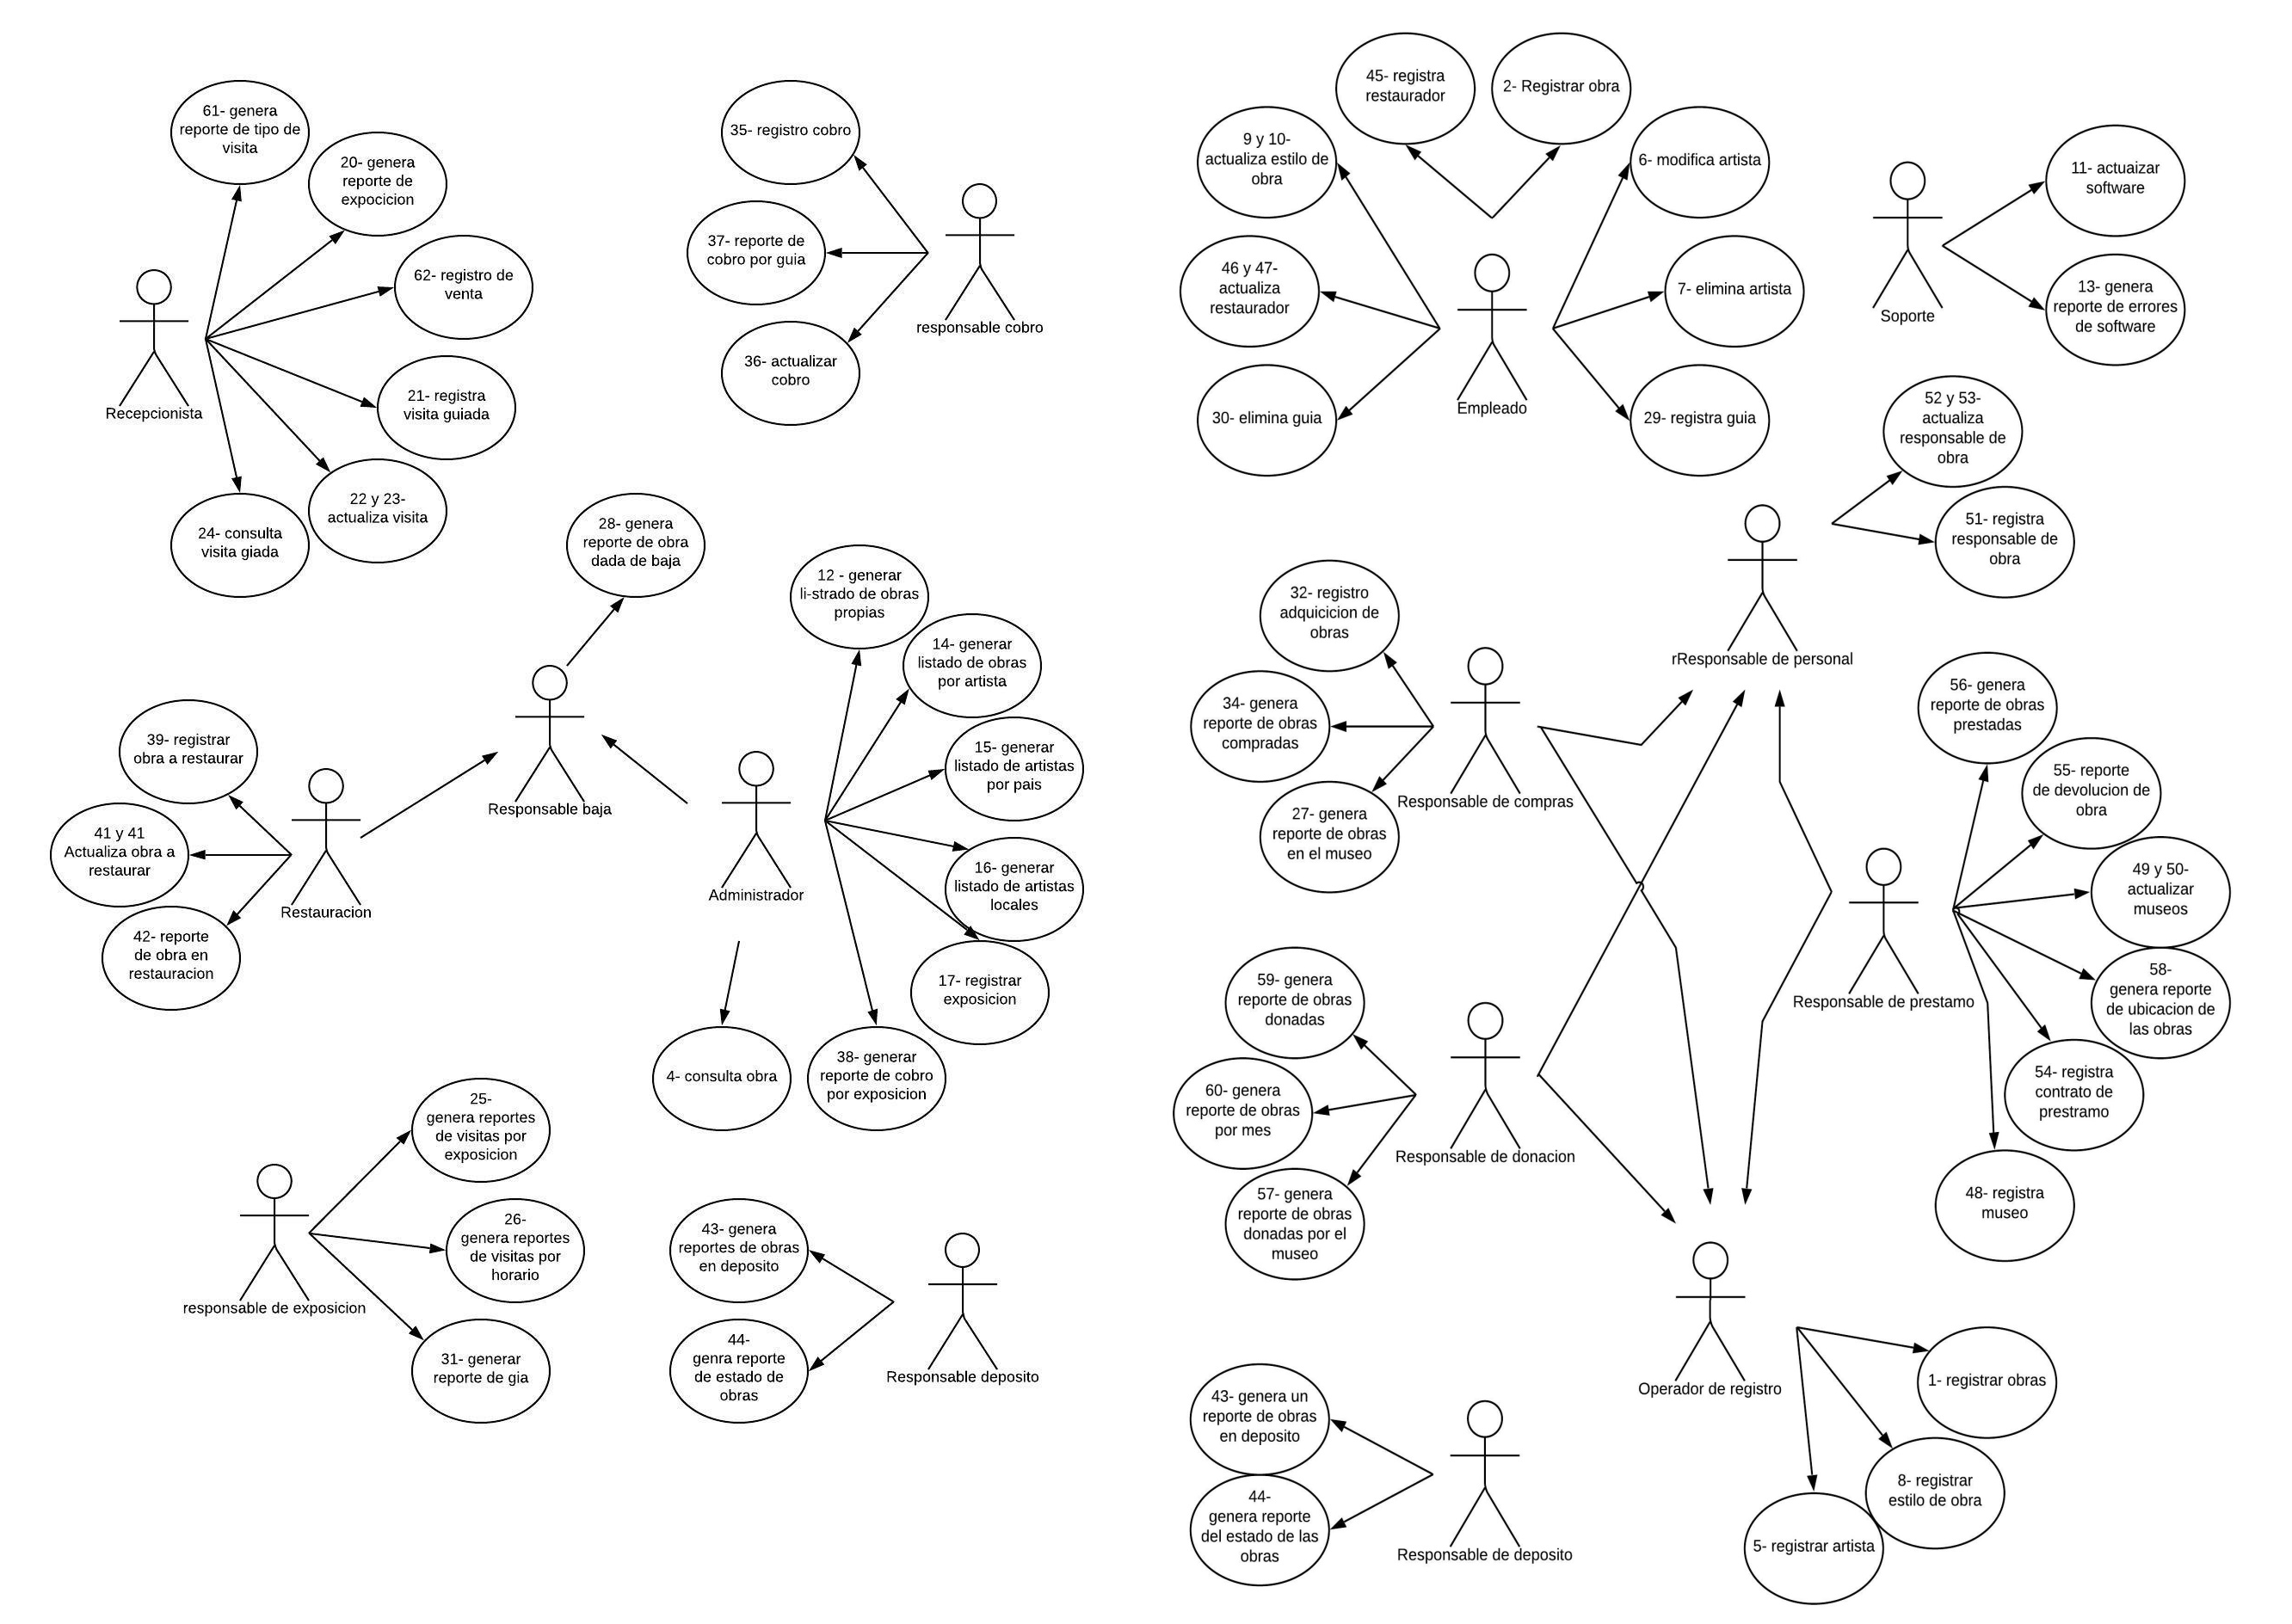 61- genera
reporte de tipo de
visita
20- genera
reporte de
expocicion
62- registro de
venta
21- registra
visita guiada
22 y 23-
actualiza visita
24- consulta
visita giada
Recepcionista
35- registro cobro
37- reporte de
cobro por guia
36- actualizar
cobro
responsable cobro
28- genera
reporte de obra
dada de baja
Responsable baja
39- registrar
obra a restaurar
41 y 41
Actualiza obra a
restaurar
42- reporte
de obra en
restauracion
Restauracion
12 - generar
li-strado de obras
propias
14- generar
listado de obras
por artista
15- generar
listado de artistas
por pais
16- generar
listado de artistas
locales
17- registrar
exposicion
38- generar
reporte de cobro
por exposicion
4- consulta obra
Administrador
25-
genera reportes
de visitas por
exposicion
26-
genera reportes
de visitas por
horario
31- generar
reporte de gia
responsable de exposicion
43- genera
reportes de obras
en deposito
44-
genra reporte
de estado de
obras
Responsable deposito
45- registra
restaurador
2- Registrar obra
9 y 10-
actualiza estilo de
obra
6- modifica artista
46 y 47-
actualiza
restaurador
7- elimina artista
30- elimina guia
29- registra guia
Empleado
11- actuaizar
software
13- genera
reporte de errores
de software
Soporte
52 y 53-
actualiza
responsable de
obra
51- registra
responsable de
obra
rResponsable de personal
32- registro
adquicicion de
obras
34- genera
reporte de obras
compradas
27- genera
reporte de obras
en el museo
Responsable de compras
56- genera
reporte de obras
prestadas
55- reporte
de devolucion de
obra
49 y 50-
actualizar
museos
58-
genera reporte
de ubicacion de
las obras
54- registra
contrato de
prestramo
48- registra
museo
Responsable de prestamo
59- genera
reporte de obras
donadas
60- genera
reporte de obras
por mes
57- genera
reporte de obras
donadas por el
museo
Responsable de donacion
Operador de registro
1- registrar obras
8- registrar
estilo de obra
5- registrar artista
43- genera un
reporte de obras
en deposito
44-
genera reporte
del estado de las
obras
Responsable de deposito